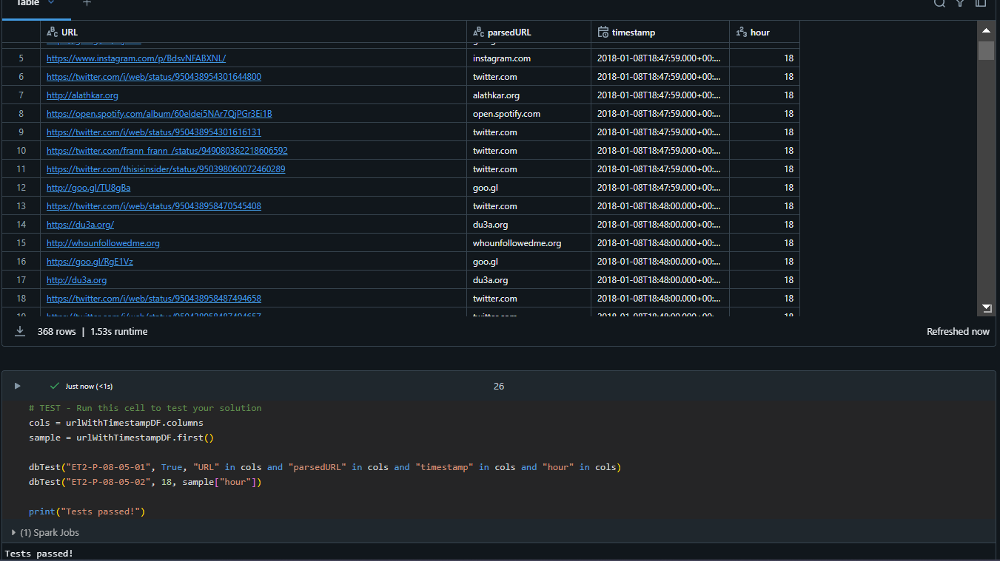 Table
URL parsedURL timestamp hour
5 https://www.instagram.com/p/BdsvNFABXNL/ instagram.com 2018-01-08T18:47:59.000+00:... 18
6 https://twitter.com/i/web/status/950438954301644800 twitter.com 2018-01-08T18:47:59.000+00:... 18
7 http://alathkar.org alathkar.org 2018-01-08T18:47:59.000+00:... 18
8 https://open.spotify.com/album/60eldei5NAr7QjPGr3Ei1B open.spotify.com 2018-01-08T18:47:59.000+00:... 18
9 https://twitter.com/i/web/status/950438954301616131 twitter.com 2018-01-08T18:47:59.000+00:... 18
10 https://twitter.com/frann_frann_/status/949080362218606592 twitter.com 2018-01-08T18:47:59.000+00:... 18
11 https://twitter.com/thisisinsider/status/950398060072460289 twitter.com 2018-01-08T18:47:59.000+00:... 18
12 http://goo.gl/TU8gBa goo.gl 2018-01-08T18:47:59.000+00:... 18
13 https://twitter.com/i/web/status/950438958470545408 twitter.com 2018-01-08T18:48:00.000+00:... 18
14 https://du3a.org/ du3a.org 2018-01-08T18:48:00.000+00:... 18
15 http://whounfollowedme.org whounfollowedme.org 2018-01-08T18:48:00.000+00:... 18
16 https://goo.gl/RgE1Vz goo.gl 2018-01-08T18:48:00.000+00:... 18
17 http://du3a.org du3a.org 2018-01-08T18:48:00.000+00:... 18
18 https://twitter.com/i/web/status/950438958487494658 twitter.com 2018-01-08T18:48:00.000+00:... 18
368 rows | 1.53s runtime Refreshed now
Just now (<1s) 26
# TEST - Run this cell to test your solution
cols = urlWithTimestampDF.columns
sample = urlWithTimestampDF.first()
dbTest("ET2-P-08-05-01", True, "URL" in cols and "parsedURL" in cols and "timestamp" in cols and "hour" in cols)
dbTest("ET2-P-08-05-02", 18, sample["hour"])
print("Tests passed!")
(1) Spark Jobs
Tests passed!